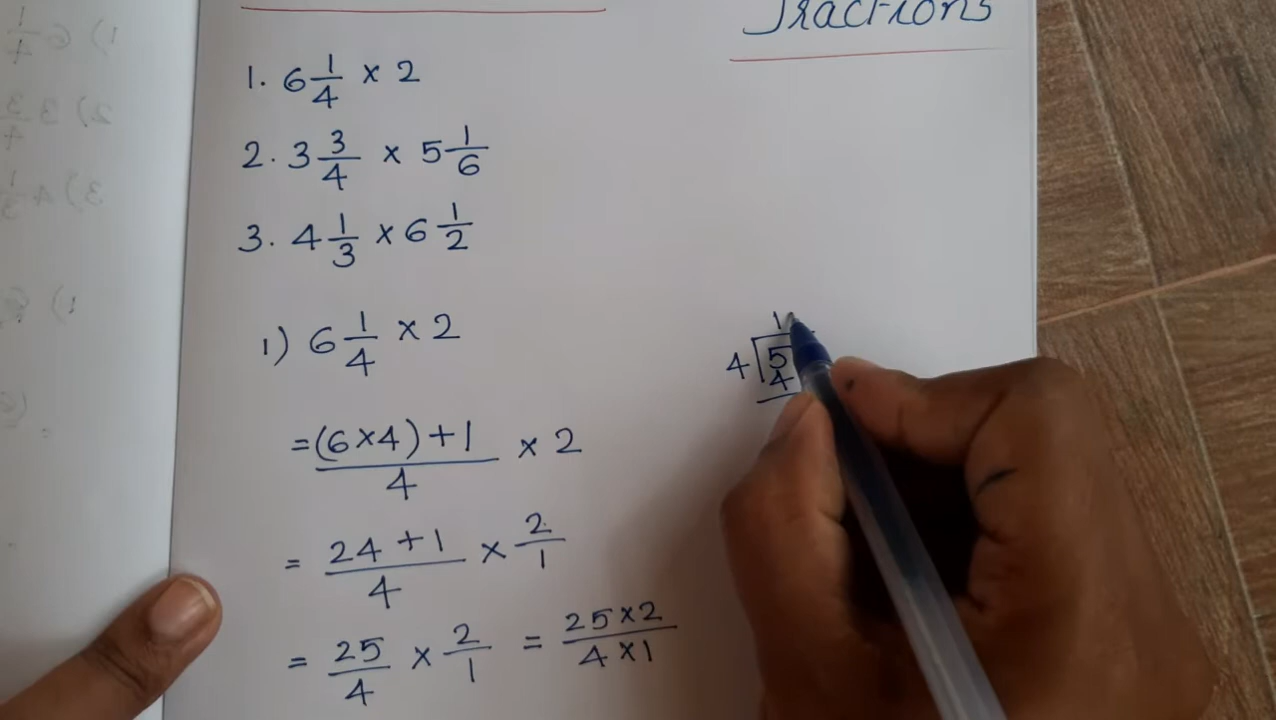 Fractions
1. 6 1/4 × 2
2. 3 3/4 × 5 1/6
3. 4 1/3 × 6 1/2
1) 6 1/4 × 2
= (6×4)+1/4 × 2
= 24+1/4 × 2/1
= 25/4 × 2/1 = 25×2/4×1
1
4 5
4